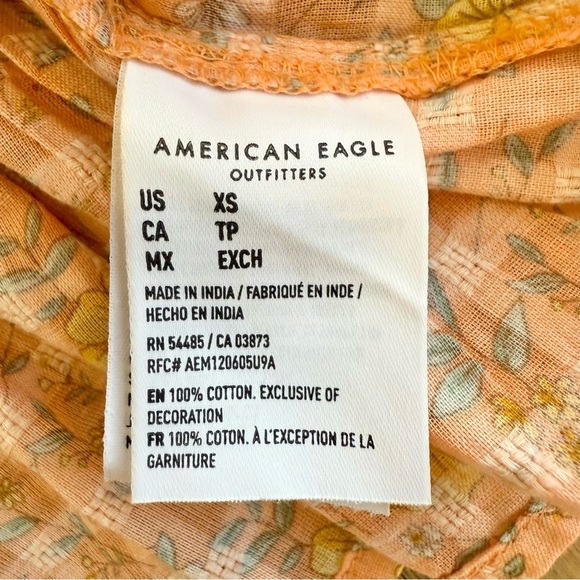 AMERICAN EAGLE
OUTFITTERS
US XS
CA TP
MX EXCH
MADE IN INDIA / FABRIQUÉ EN INDE /
HECHO EN INDIA
RN 54485 / CA 03873
RFC# AEM120605U9A
EN 100% COTTON. EXCLUSIVE OF
DECORATION
FR 100% COTON. À L'EXCEPTION DE LA
GARNITURE